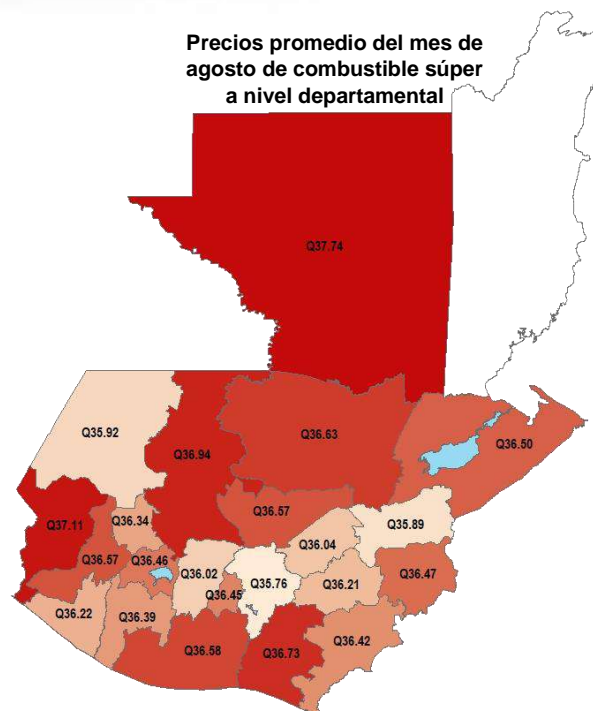 Precios promedio del mes de
agosto de combustible súper
a nivel departamental
Q37.74
Q35.92
Q36.94
Q36.63
Q36.50
Q37.11
Q36.34
Q36.57
Q35.89
Q36.57
Q36.46
Q36.02
Q36.04
Q36.47
Q36.45
Q35.76
Q36.21
Q36.22
Q36.39
Q36.58
Q36.73
Q36.42